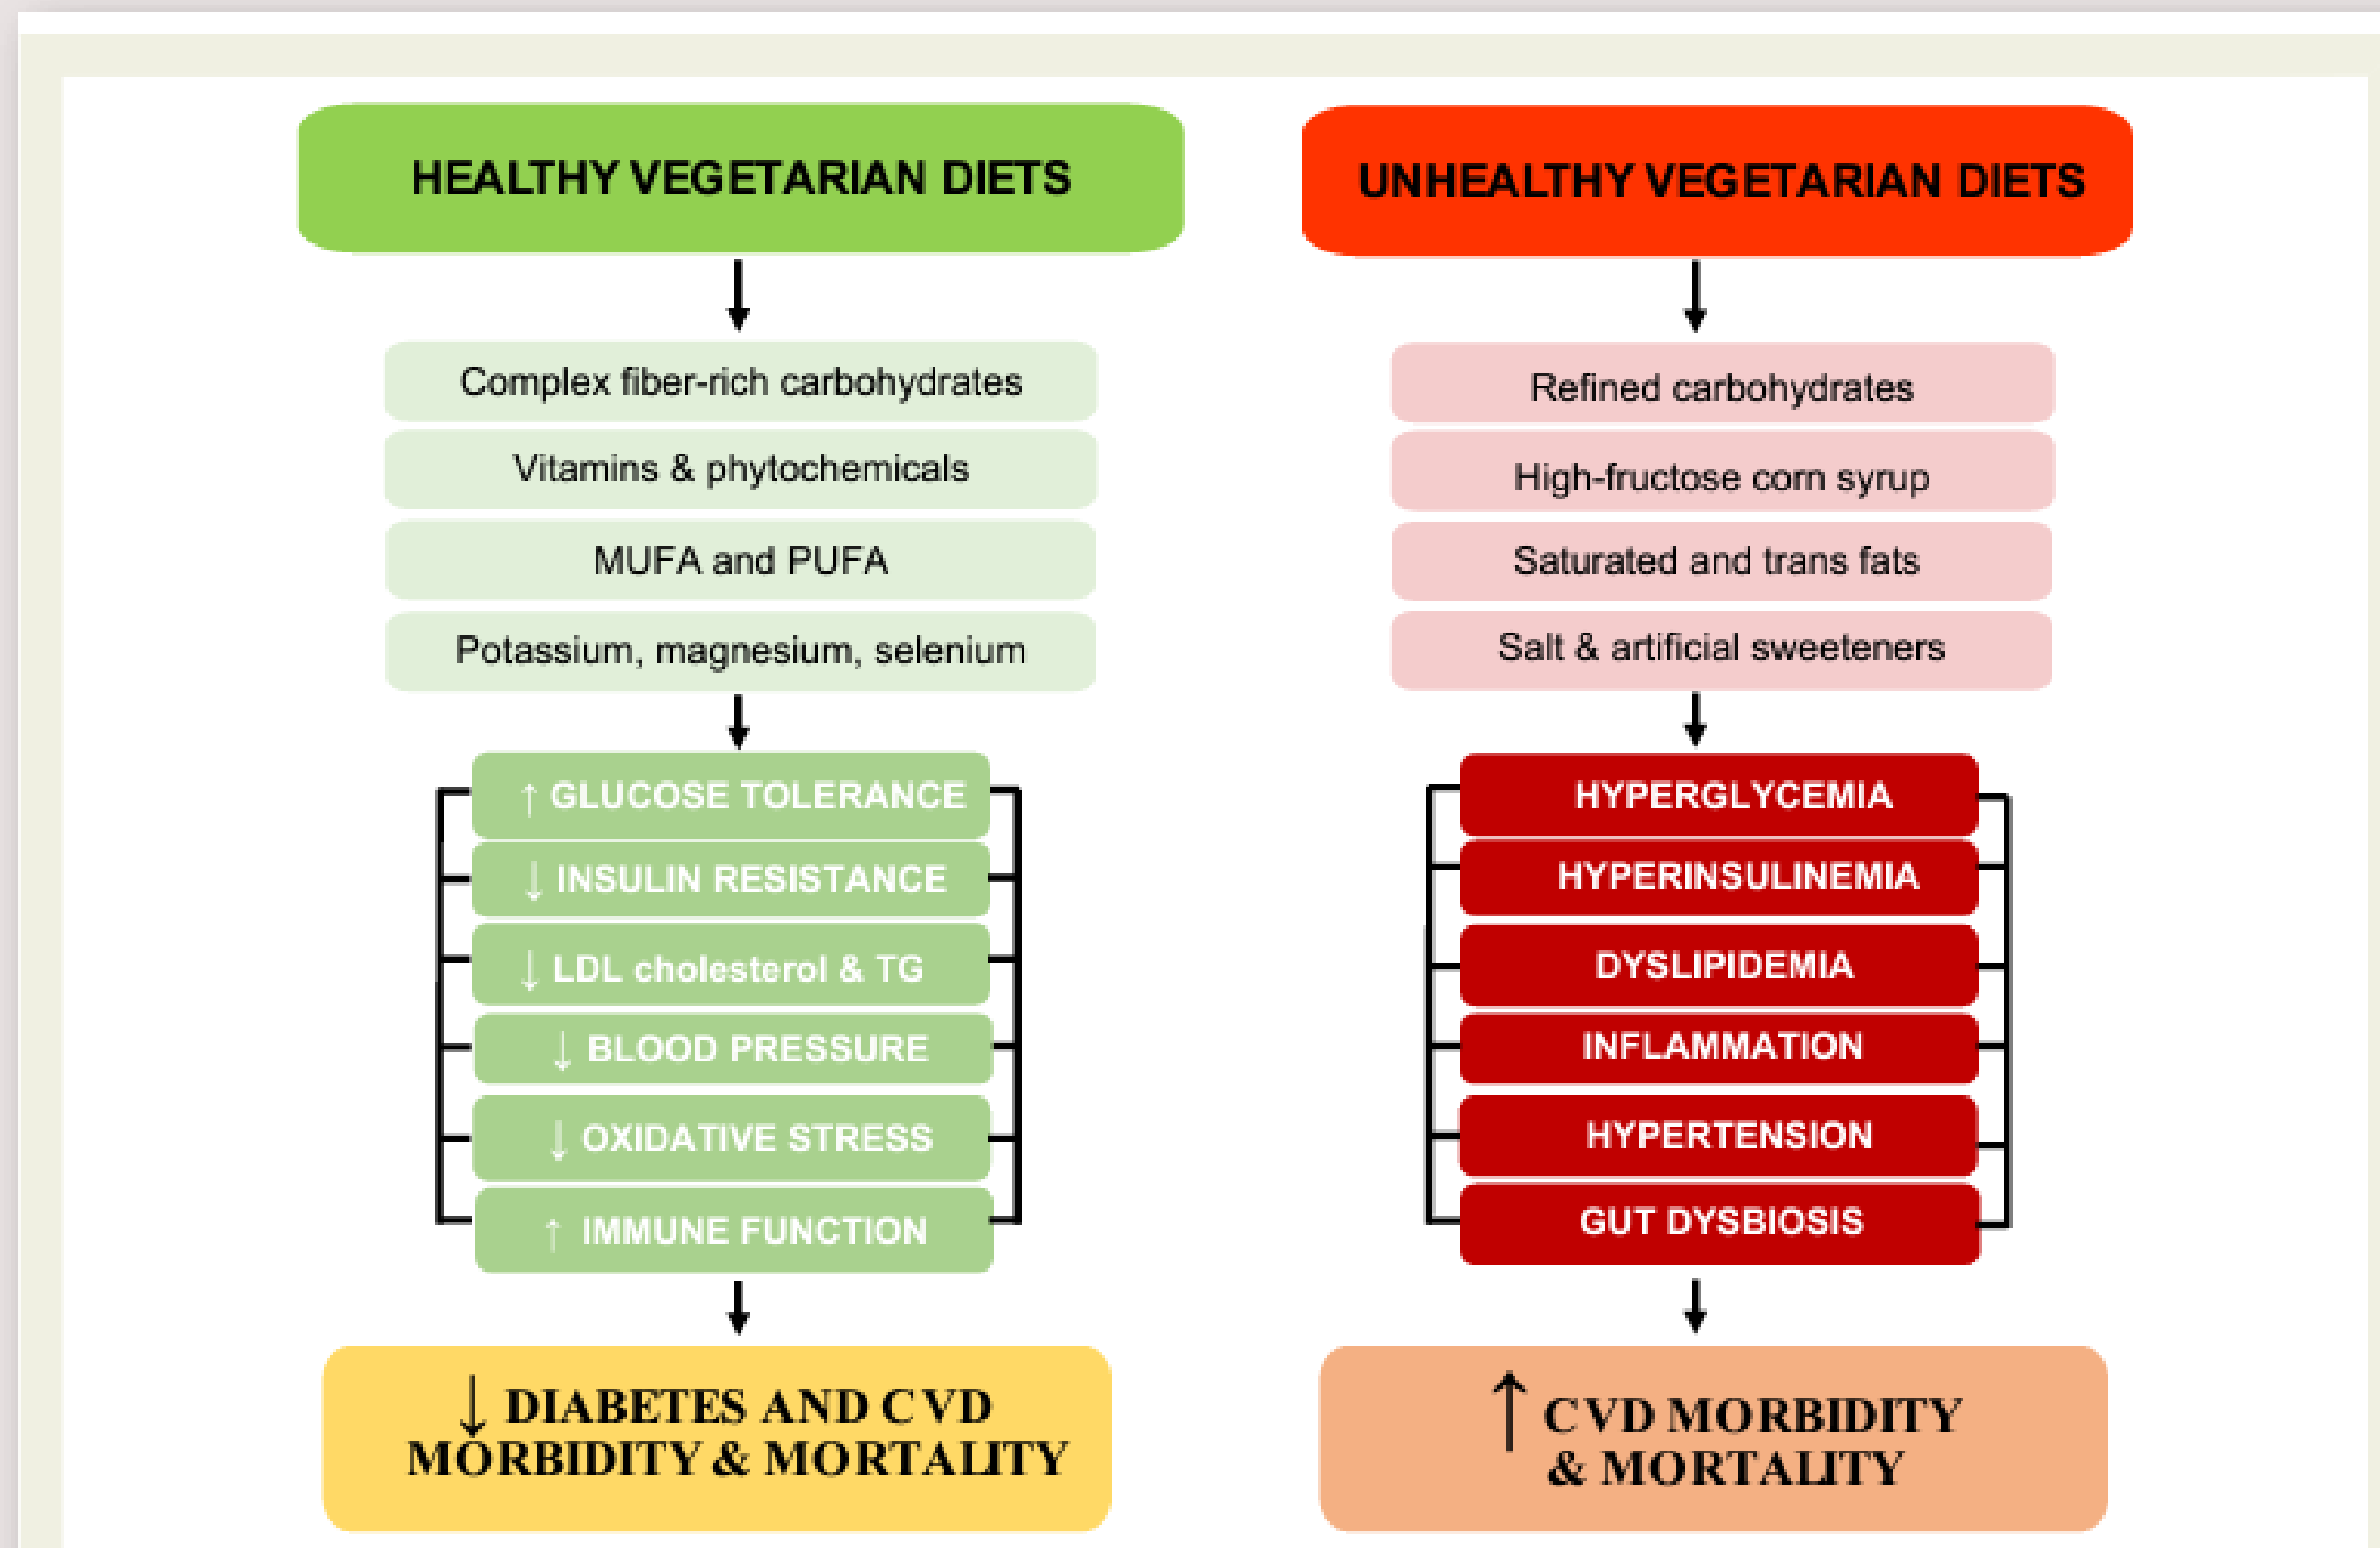 HEALTHY VEGETARIAN DIETS
Complex fiber-rich carbohydrates
Vitamins & phytochemicals
MUFA and PUFA
Potassium, magnesium, selenium
↑ GLUCOSE TOLERANCE
↓ INSULIN RESISTANCE
↓ LDL cholesterol & TG
↓ BLOOD PRESSURE
↓ OXIDATIVE STRESS
↑ IMMUNE FUNCTION
↓ DIABETES AND CVD
MORBIDITY & MORTALITY
UNHEALTHY VEGETARIAN DIETS
Refined carbohydrates
High-fructose corn syrup
Saturated and trans fats
Salt & artificial sweeteners
HYPERGLYCEMIA
HYPERINSULINEMIA
DYSLIPIDEMIA
INFLAMMATION
HYPERTENSION
GUT DYSBIOSIS
↑ CVD MORBIDITY
& MORTALITY